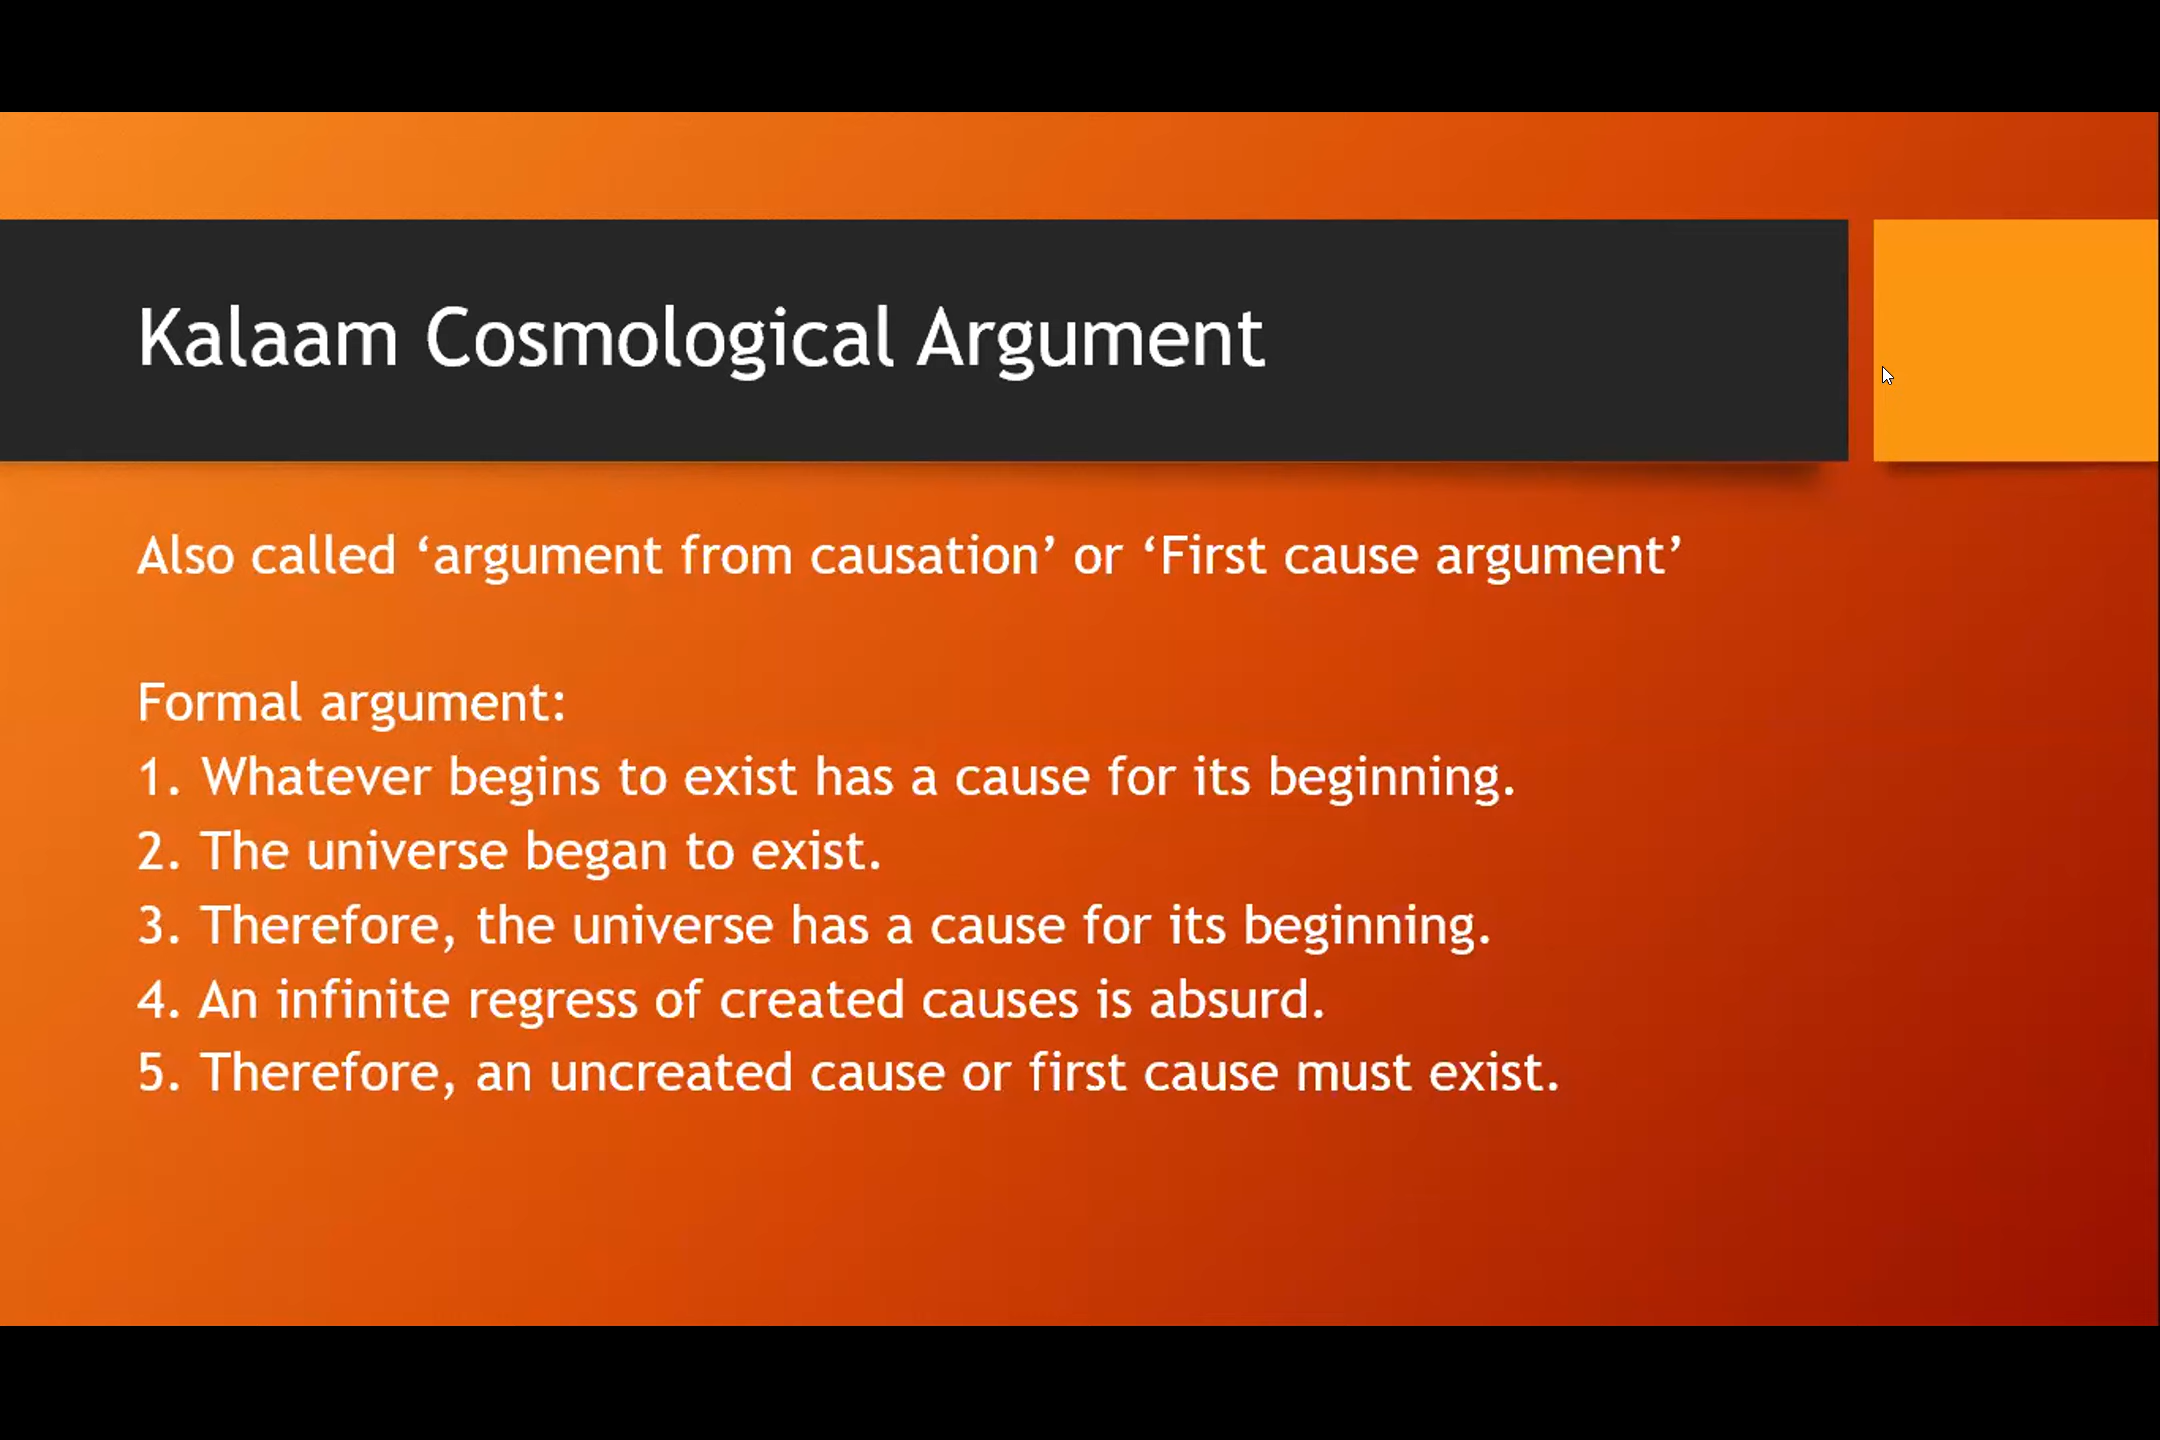 Kalaam Cosmological Argument
Also called ‘argument from causation’ or ‘First cause argument’
Formal argument:
1. Whatever begins to exist has a cause for its beginning.
2. The universe began to exist.
3. Therefore, the universe has a cause for its beginning.
4. An infinite regress of created causes is absurd.
5. Therefore, an uncreated cause or first cause must exist.